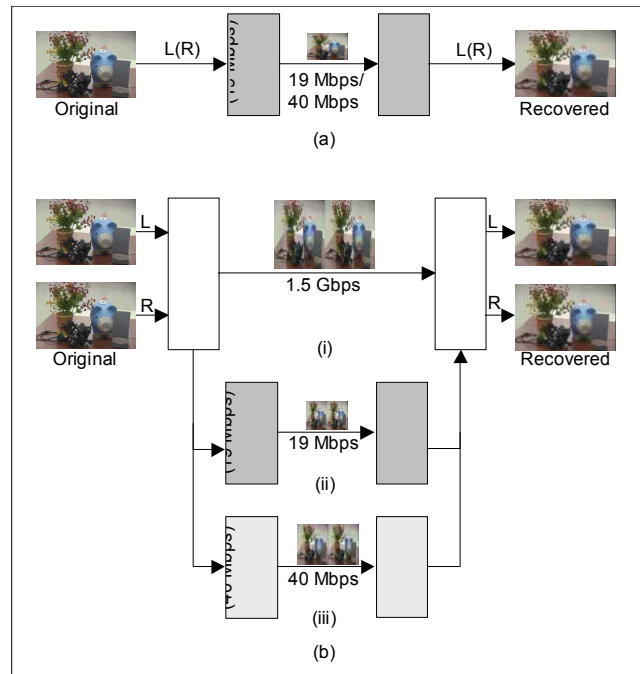 L(R)
L(R)
19 Mbps/
40 Mbps
Original
Recovered
(a)
L
L
1.5 Gbps
R
R
Original
(i)
Recovered
19 Mbps
(ii)
40 Mbps
(iii)
(b)